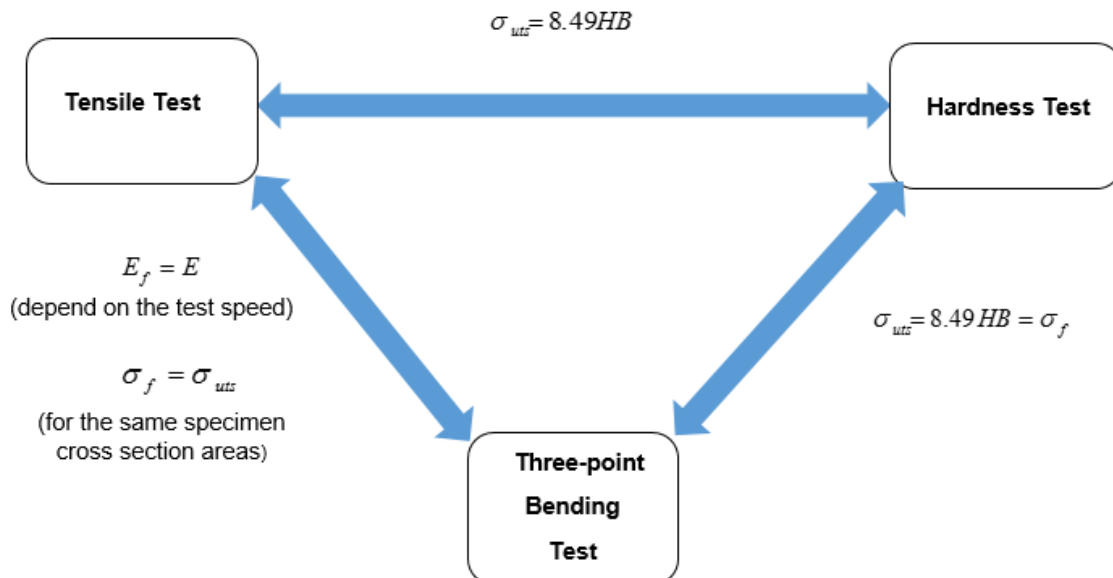 σ_uts = 8.49HB
Tensile Test
Hardness Test
E_f = E
(depend on the test speed)
σ_uts = 8.49 HB = σ_f
σ_f = σ_uts
(for the same specimen
cross section areas)
Three-point
Bending
Test